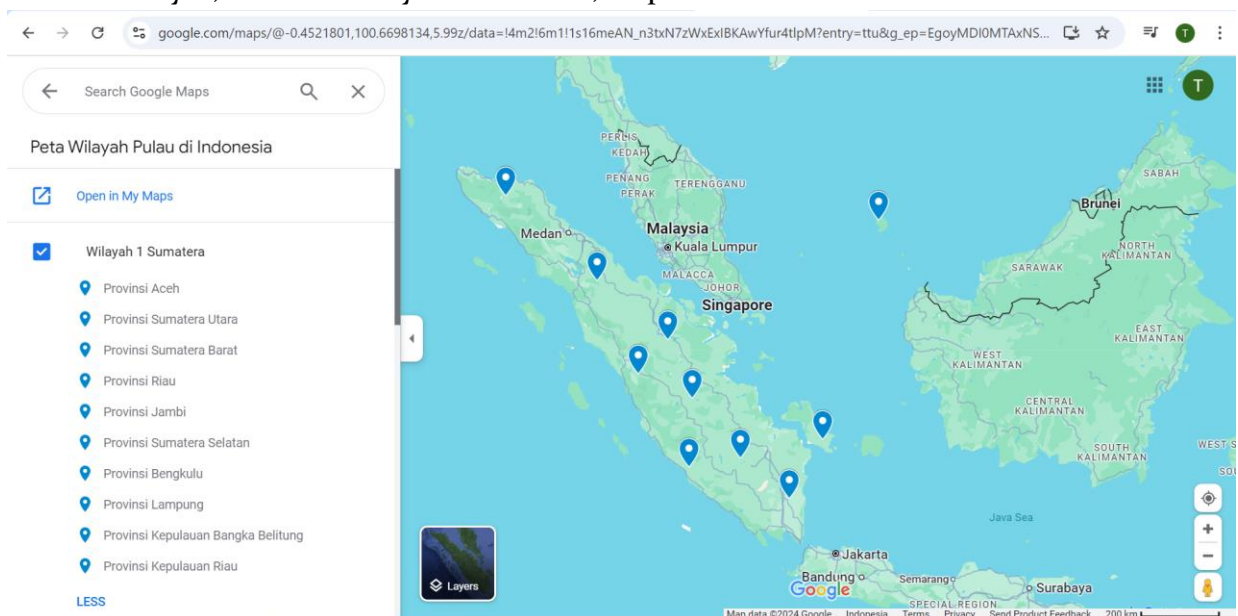 google.com/maps/@-0.4521801,100.6698134,5.99z/data=!4m2!6m1!1s16meAN_n3txN7zWxExIBKAwYfur4tlpM?entry=ttu&g_ep=EgoyMDI0MTAxNS...
T
Search Google Maps
Peta Wilayah Pulau di Indonesia
Open in My Maps
Wilayah 1 Sumatera
Provinsi Aceh
Provinsi Sumatera Utara
Provinsi Sumatera Barat
Provinsi Riau
Provinsi Jambi
Provinsi Sumatera Selatan
Provinsi Bengkulu
Provinsi Lampung
Provinsi Kepulauan Bangka Belitung
Provinsi Kepulauan Riau
LESS
T
PERLIS
KEDAH
PENANG
PERAK
TERENGGANU
Medan
Malaysia
Kuala Lumpur
MALACCA
JOHOR
Singapore
SABAH
Brunei
NORTH
KALIMANTAN
SARAWAK
EAST
KALIMANTAN
WEST
KALIMANTAN
CENTRAL
KALIMANTAN
SOUTH
KALIMANTAN
WEST S
SOU
Java Sea
Jakarta
Bandung
Semarang
Surabaya
SPECIAL REGION
Layers
Google
Map data ©2024 Google Indonesia Terms Privacy Send Product Feedback 200 km